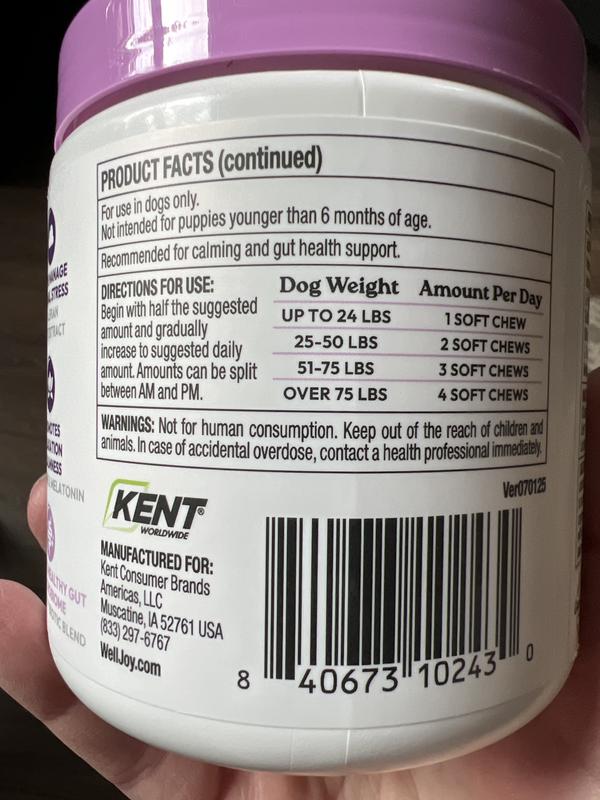 PRODUCT FACTS (continued)
For use in dogs only.
Not intended for puppies younger than 6 months of age.
Recommended for calming and gut health support.
DIRECTIONS FOR USE:
Begin with half the suggested
amount and gradually
increase to suggested daily
amount. Amounts can be split
between AM and PM.
Dog Weight Amount Per Day
UP TO 24 LBS 1 SOFT CHEW
25-50 LBS 2 SOFT CHEWS
51-75 LBS 3 SOFT CHEWS
OVER 75 LBS 4 SOFT CHEWS
WARNINGS: Not for human consumption. Keep out of the reach of children and
animals. In case of accidental overdose, contact a health professional immediately.
Ver070125
KENT®
WORLDWIDE
MANUFACTURED FOR:
Kent Consumer Brands
Americas, LLC
Muscatine, IA 52761 USA
(833) 297-6767
WellJoy.com
8 40673 10243 0
STRESS
MELATONIN
GUT
BLEND